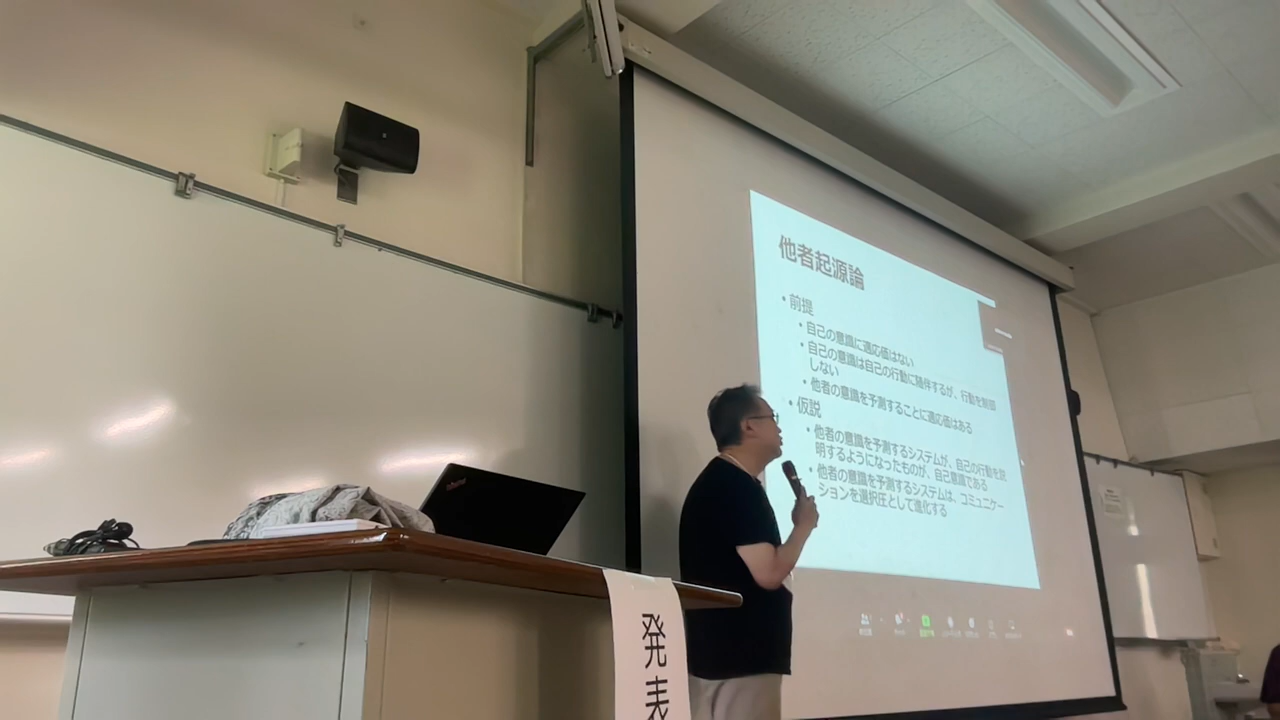 他者起源論
・前提
・自己の意識に適応価はない
・自己の意識は自己の行動に随伴するが、行動を制御
しない
・他者の意識を予測することに適応価はある
・仮説
・他者の意識を予測するシステムが、自己の行動を説
明するようになったものが、自己意識である
・他者の意識を予測するシステムは、コミュニケー
ションを選択圧として進化する
発表